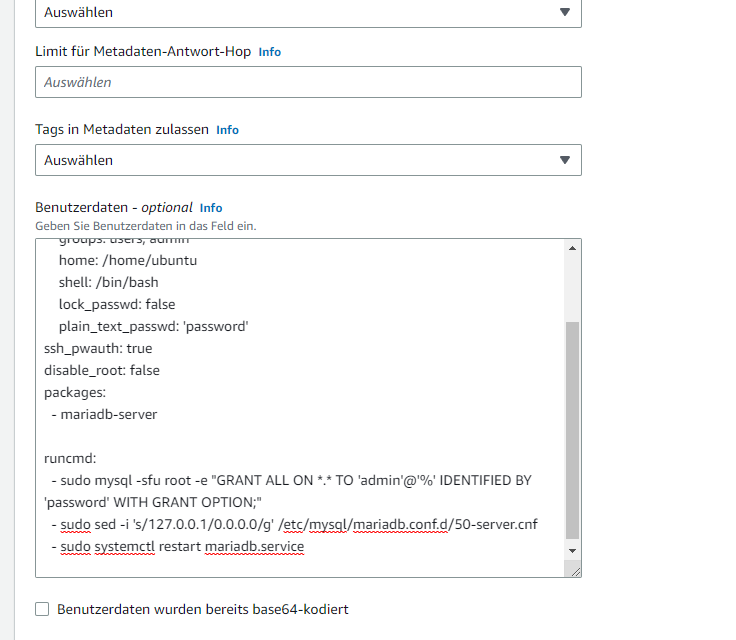 Auswählen
Limit für Metadaten-Antwort-Hop Info
Auswählen
Tags in Metadaten zulassen Info
Auswählen
Benutzerdaten - optional Info
Geben Sie Benutzerdaten in das Feld ein.
groups: users, admin
home: /home/ubuntu
shell: /bin/bash
lock_passwd: false
plain_text_passwd: 'password'
ssh_pwauth: true
disable_root: false
packages:
- mariadb-server
runcmd:
- sudo mysql -sfu root -e "GRANT ALL ON *.* TO 'admin'@'%' IDENTIFIED BY
'password' WITH GRANT OPTION;"
- sudo sed -i 's/127.0.0.1/0.0.0.0/g' /etc/mysql/mariadb.conf.d/50-server.cnf
- sudo systemctl restart mariadb.service
Benutzerdaten wurden bereits base64-kodiert